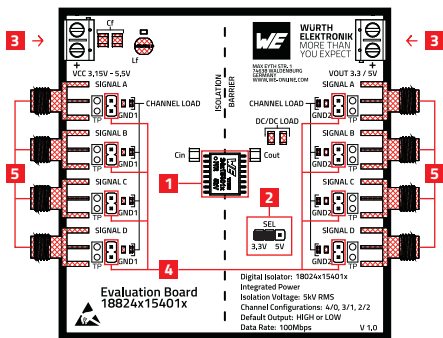 3
3
Cf
Lf
+
VCC 3,15V - 5,5V
WE
WÜRTH
ELEKTRONIK
MORE THAN
YOU EXPECT
MAX EYTH STR. 1
74638 WALDENBURG
GERMANY
WWW.WE-ONLINE.COM
+
VOUT 3.3 / 5V
SIGNAL A
TP
GND1
CHANNEL LOAD
ISOLATION
BARRIER
CHANNEL LOAD
SIGNAL A
GND2
TP
DC/DC LOAD
SIGNAL B
TP
GND1
SIGNAL B
GND2
TP
Cin
Cout
5
5
1
2
SIGNAL C
TP
GND1
SIGNAL C
GND2
TP
SEL
3,3V 5V
SIGNAL D
TP
GND1
SIGNAL D
GND2
TP
4
Evaluation Board
18824x15401x
Digital Isolator: 18024x15401x
Integrated Power
Isolation Voltage: 5kV RMS
Channel Configurations: 4/0, 3/1, 2/2
Default Output: HIGH or LOW
Data Rate: 100Mbps
V 1,0